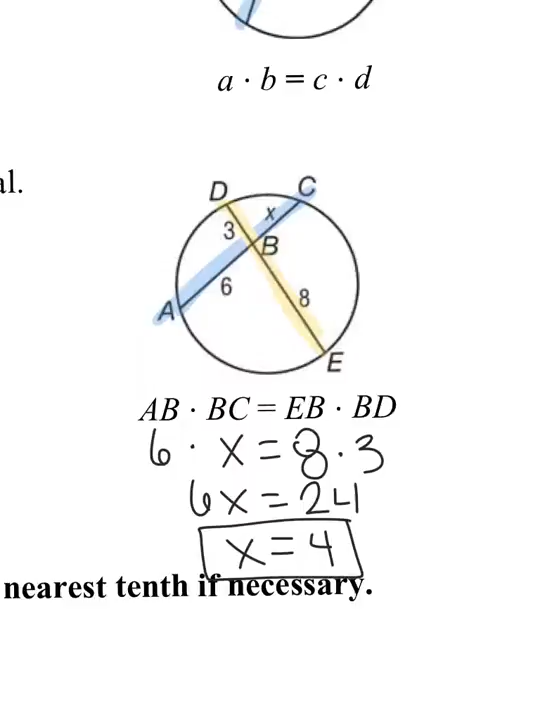 a · b = c · d
al.
D C
x
3
B
6
8
A
E
AB · BC = EB · BD
6 · x = 8 · 3
6x = 24
x = 4
nearest tenth if necessary.